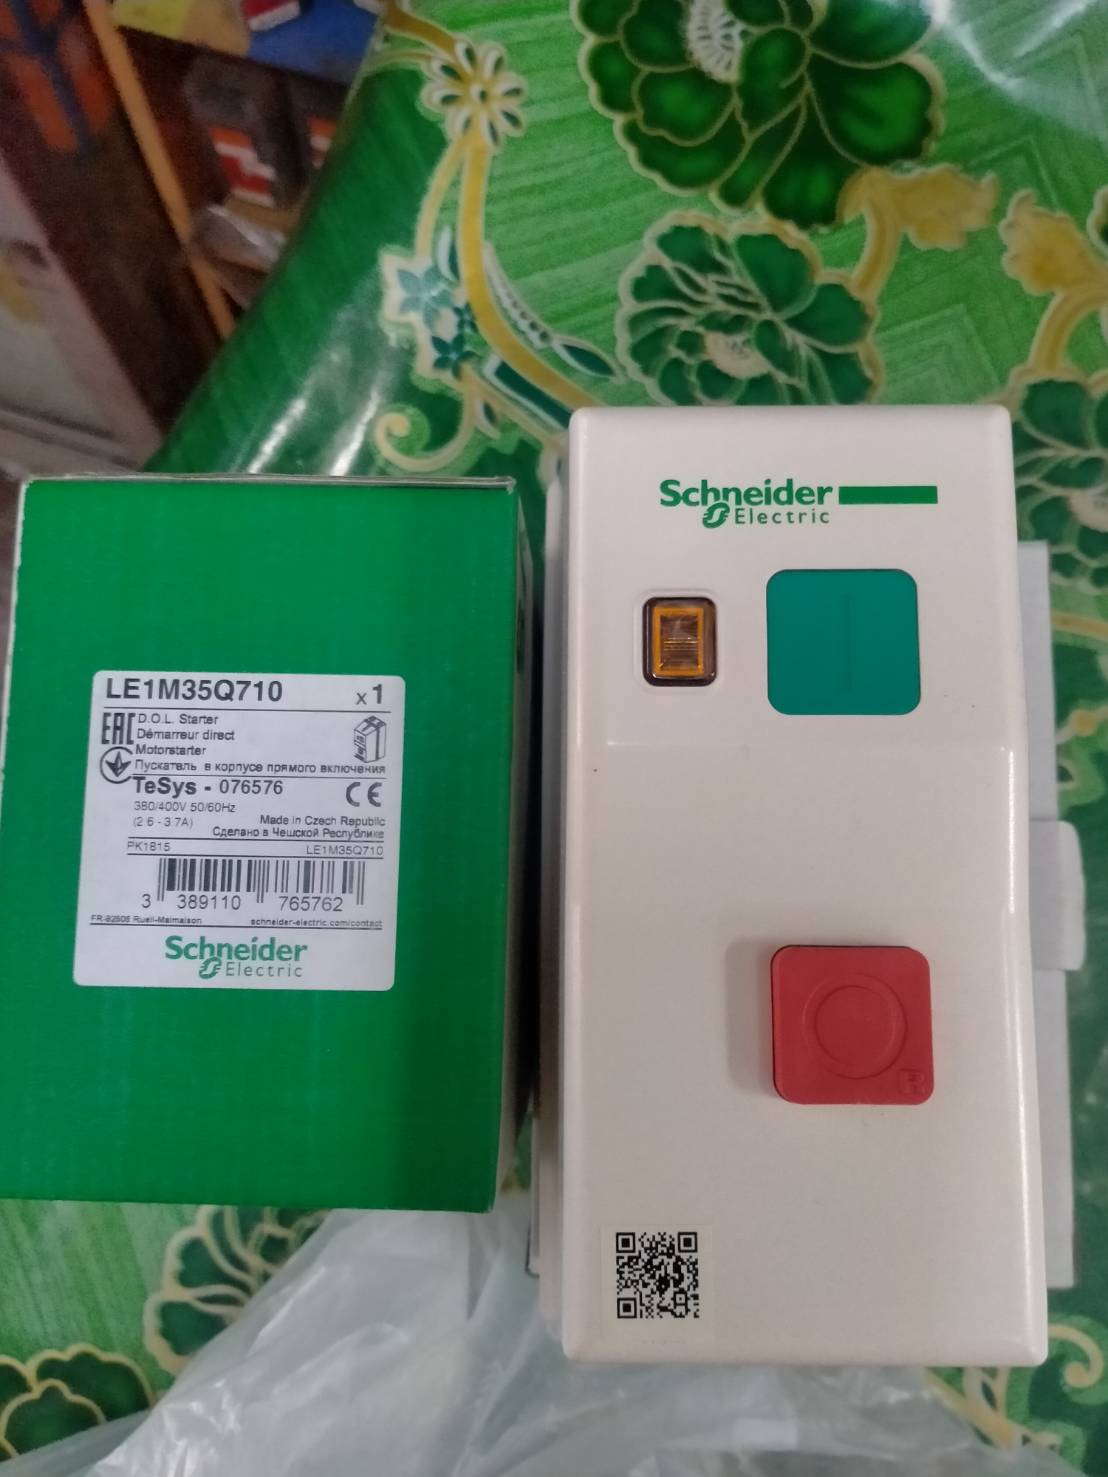 LE1M35Q710 x1
EAC
D.O.L. Starter
Démarreur direct
Motorstarter
Пускатель в корпусе прямого включения
TeSys - 076576
CE
380/400V 50/60Hz
(2.6 - 3.7A)
Made in Czech Republic
Сделано в Чешской Республике
PK1815 LE1M35Q710
3 389110 765762
FR-92506 Rueil-Malmaison schneider-electric.com/contact
Schneider
Electric
Schneider
Electric
I
R